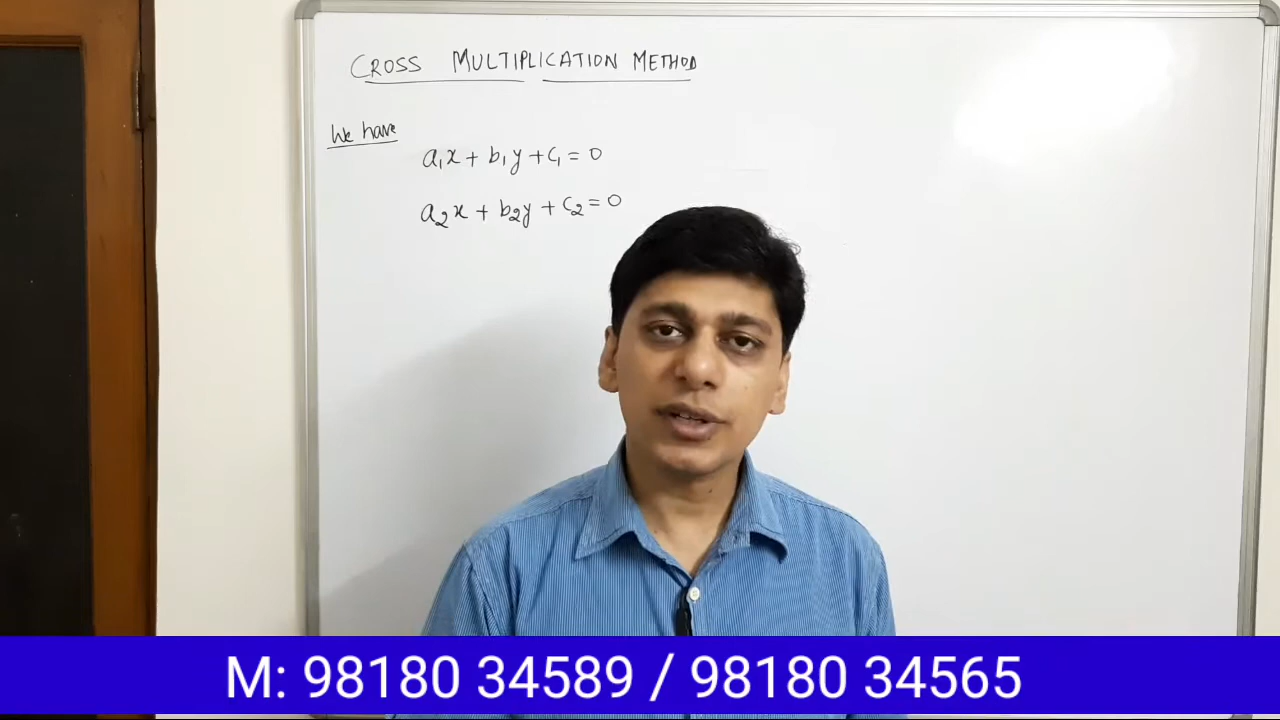 CROSS MULTIPLICATION METHOD
We have
a₁x + b₁y + c₁ = 0
a₂x + b₂y + c₂ = 0
M: 98180 34589 / 98180 34565